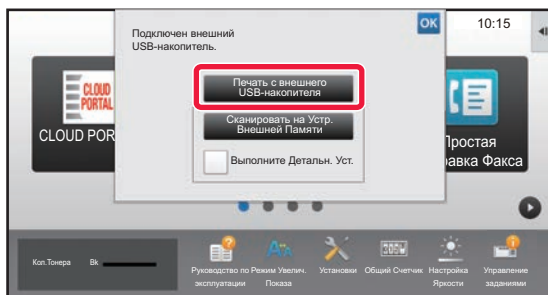 Подключен внешний
USB-накопитель.
OK
10:15
Печать с внешнего
USB-накопителя
Сканировать на Устр.
Внешней Памяти
Выполните Детальн. Уст.
CLOUD
PORTAL
CLOUD POR
Простая
равка Факса
Кол.Тонера
Bk
Руководство по
эксплуатации
Режим Увелич.
Показа
Установки
Общий Счетчик
Настройка
Яркости
Управление
заданиями